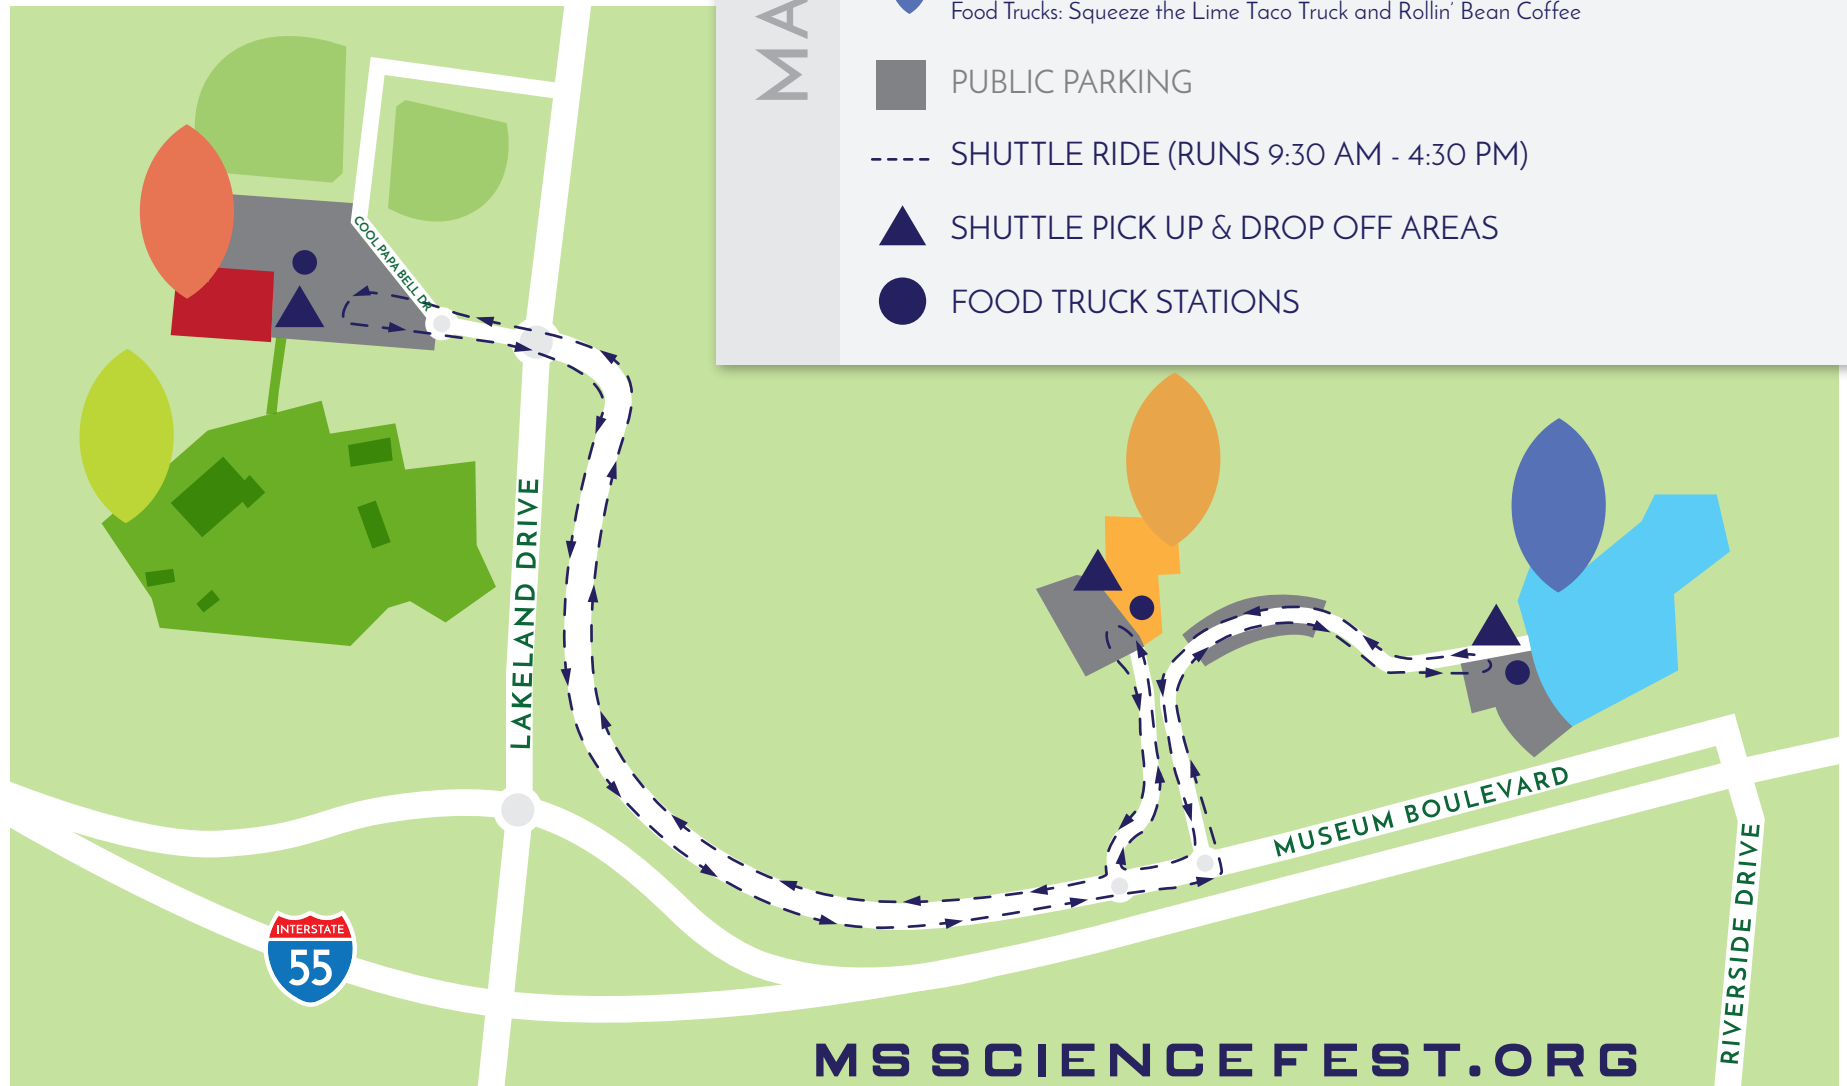 MA
Food Trucks: Squeeze the Lime Taco Truck and Rollin' Bean Coffee
PUBLIC PARKING
SHUTTLE RIDE (RUNS 9:30 AM - 4:30 PM)
SHUTTLE PICK UP & DROP OFF AREAS
FOOD TRUCK STATIONS
COOL PAPA BELL DR
LAKELAND DRIVE
MUSEUM BOULEVARD
RIVERSIDE DRIVE
INTERSTATE
55
MSSCIENCEFEST.ORG